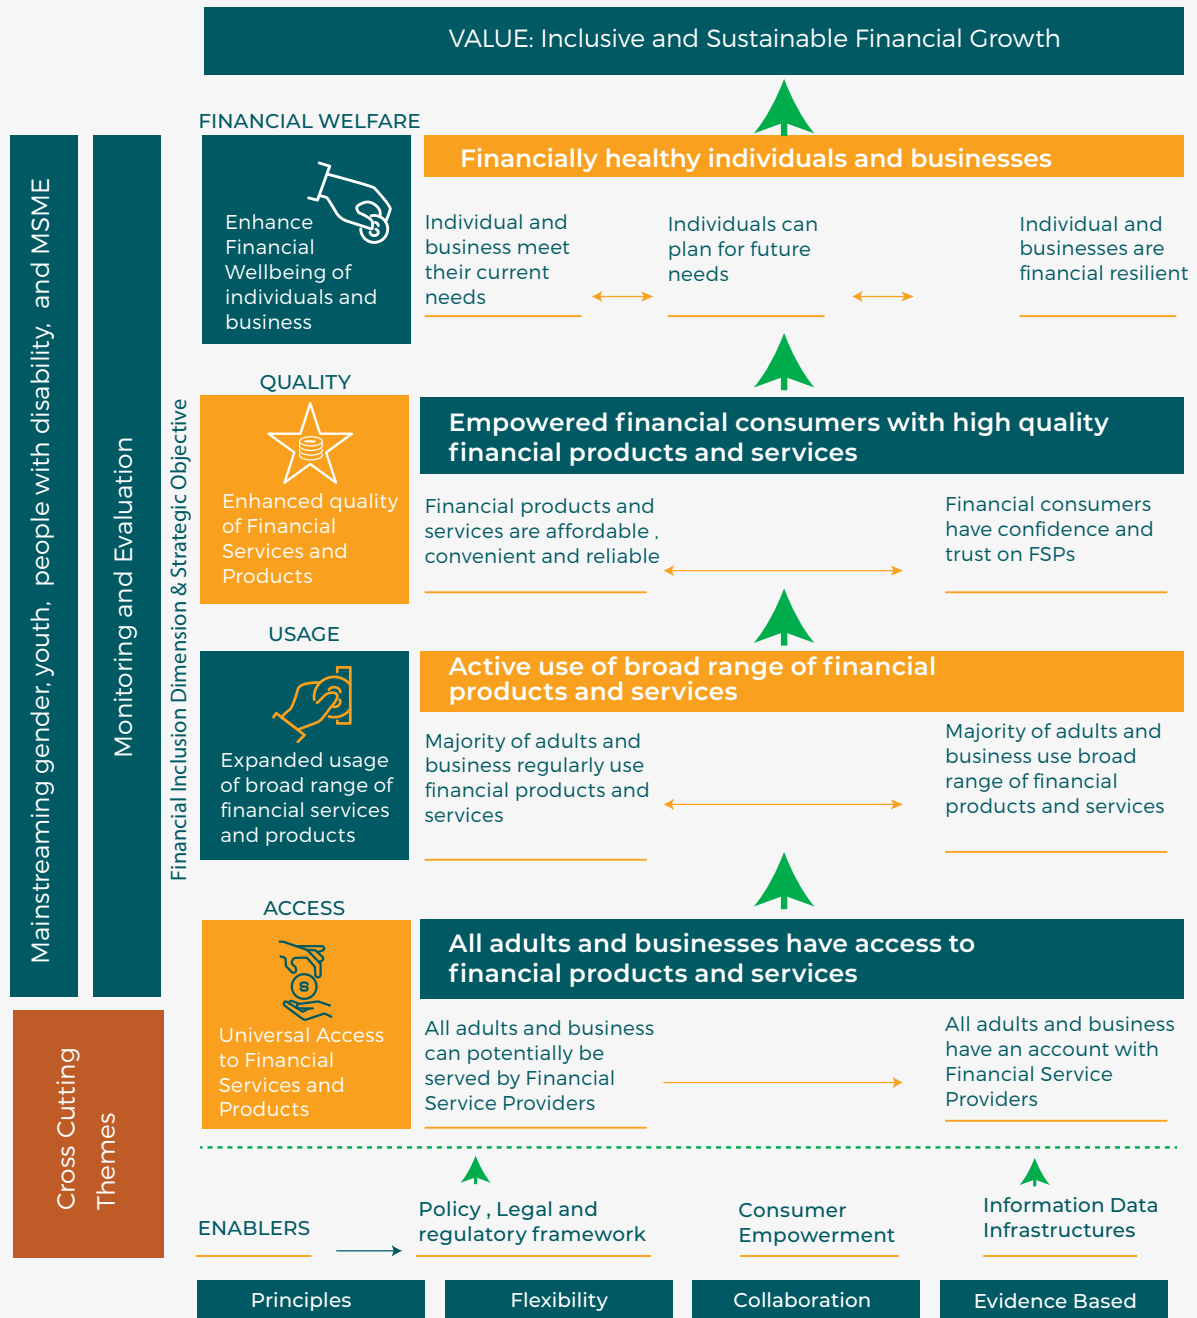 VALUE: Inclusive and Sustainable Financial Growth
Mainstreaming gender, youth, people with disability, and MSME
Monitoring and Evaluation
Financial Inclusion Dimension & Strategic Objective
Cross Cutting
Themes
FINANCIAL WELFARE
Enhance
Financial
Wellbeing of
individuals and
business
Financially healthy individuals and businesses
Individual and
business meet
their current
needs
Individuals can
plan for future
needs
Individual and
businesses are
financial resilient
QUALITY
Enhanced quality
of Financial
Services and
Products
Empowered financial consumers with high quality
financial products and services
Financial products and
services are affordable ,
convenient and reliable
Financial consumers
have confidence and
trust on FSPs
USAGE
Expanded usage
of broad range of
financial services
and products
Active use of broad range of financial
products and services
Majority of adults and
business regularly use
financial products and
services
Majority of adults and
business use broad
range of financial
products and services
ACCESS
Universal Access
to Financial
Services and
Products
All adults and businesses have access to
financial products and services
All adults and business
can potentially be
served by Financial
Service Providers
All adults and business
have an account with
Financial Service
Providers
ENABLERS
Policy , Legal and
regulatory framework
Consumer
Empowerment
Information Data
Infrastructures
Principles
Flexibility
Collaboration
Evidence Based